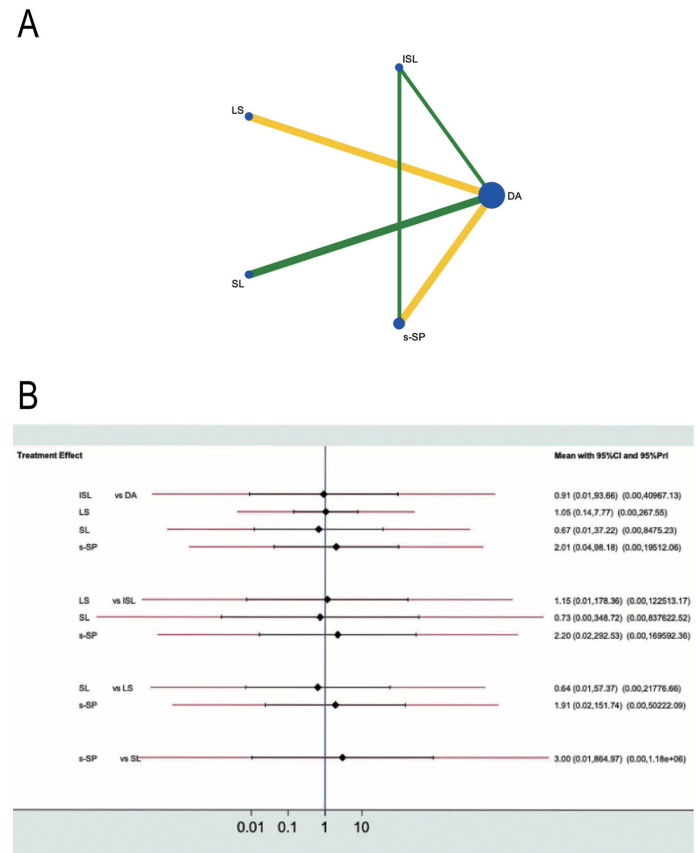 A
ISL
LS
DA
SL
s-SP
B
Treatment Effect Mean with 95%CI and 95%PrI
ISL vs DA 0.91 (0.01,93.66) (0.00,40967.13)
LS 1.05 (0.14,7.77) (0.00,267.55)
SL 0.67 (0.01,37.22) (0.00,8475.23)
s-SP 2.01 (0.04,98.18) (0.00,19512.06)
LS vs ISL 1.15 (0.01,178.36) (0.00,122513.17)
SL 0.73 (0.00,348.72) (0.00,837622.52)
s-SP 2.20 (0.02,292.53) (0.00,169592.36)
SL vs LS 0.64 (0.01,57.37) (0.00,21776.66)
s-SP 1.91 (0.02,151.74) (0.00,50222.09)
s-SP vs SL 3.00 (0.01,864.97) (0.00,1.18e+06)
0.01 0.1 1 10